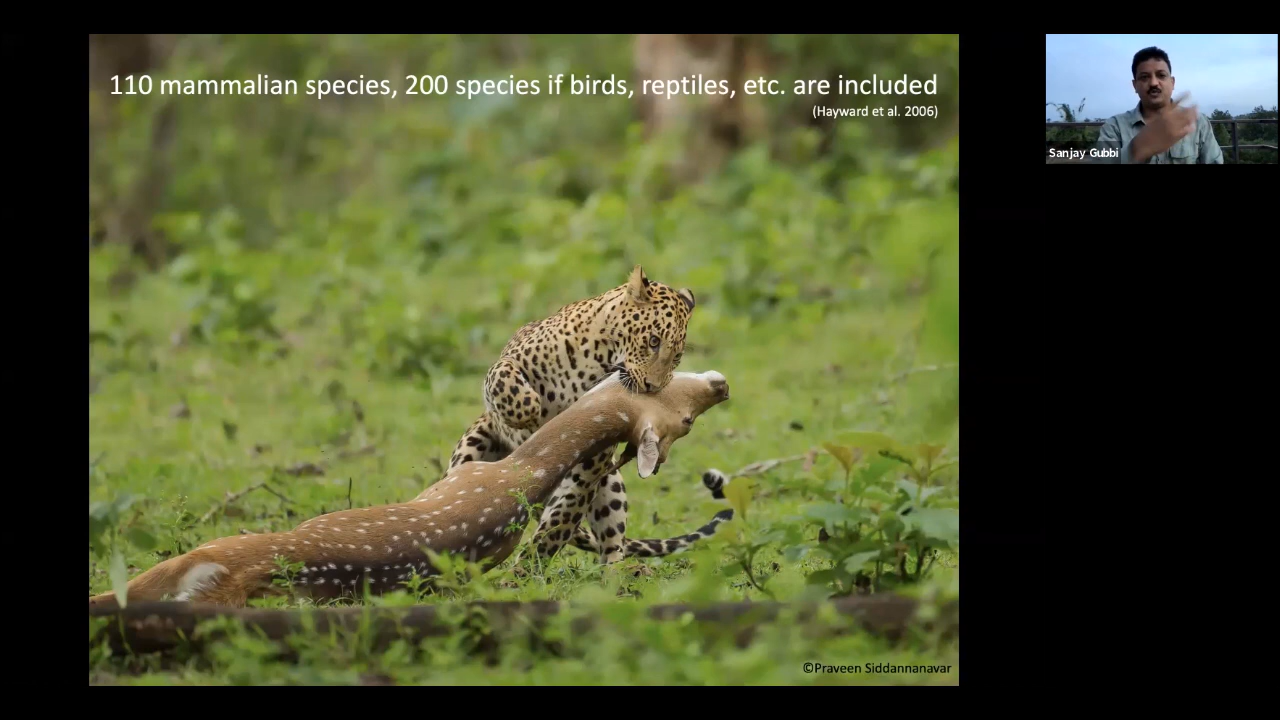 110 mammalian species, 200 species if birds, reptiles, etc. are included
(Hayward et al. 2006)
Sanjay Gubbi
©Praveen Siddannanavar